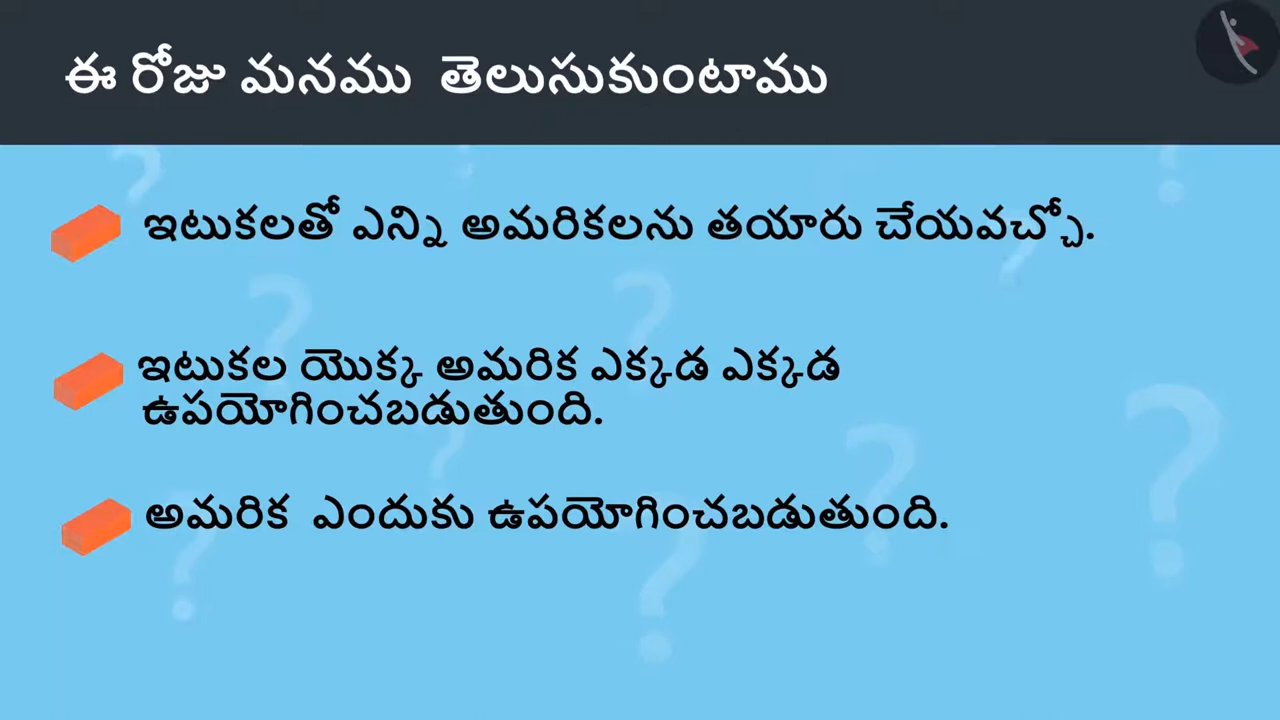 ఈ రోజు మనము తెలుసుకుంటాము
ఇటుకలతో ఎన్ని అమరికలను తయారు చేయవచ్చో.
ఇటుకల యొక్క అమరిక ఎక్కడ ఎక్కడ
ఉపయోగించబడుతుంది.
అమరిక ఎందుకు ఉపయోగించబడుతుంది.